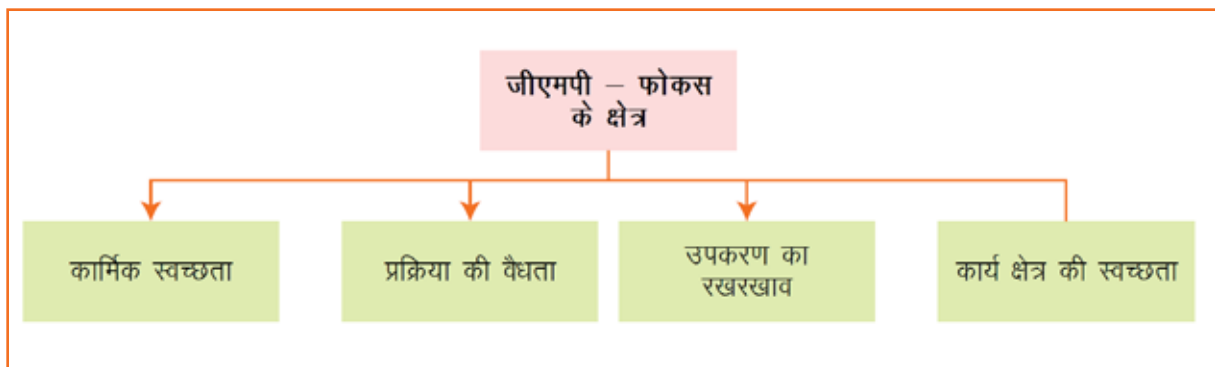 जीएमपी – फोकस
के क्षेत्र
कार्मिक स्वच्छता
प्रक्रिया की वैधता
उपकरण का
रखरखाव
कार्य क्षेत्र की स्वच्छता